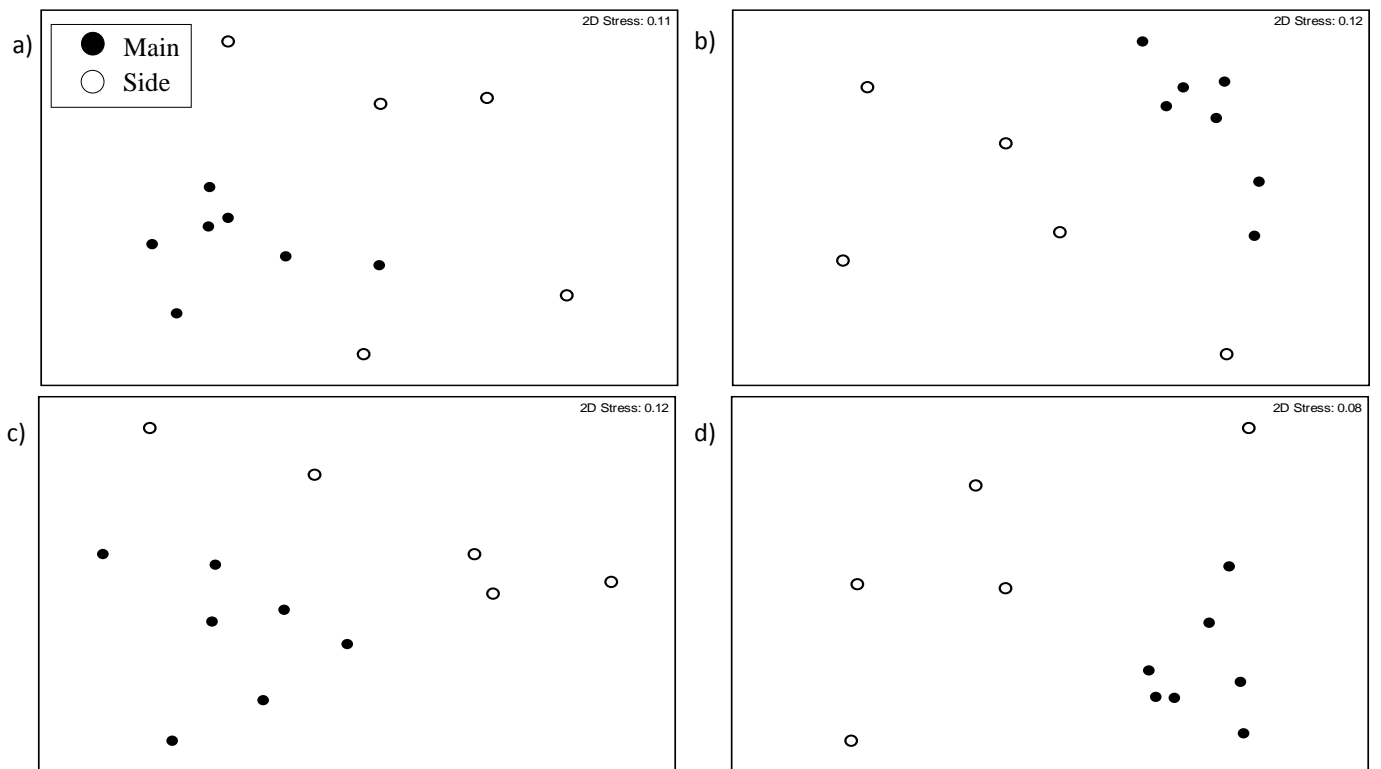 a)
Main
Side
2D Stress: 0.11
b)
2D Stress: 0.12
c)
2D Stress: 0.12
d)
2D Stress: 0.08